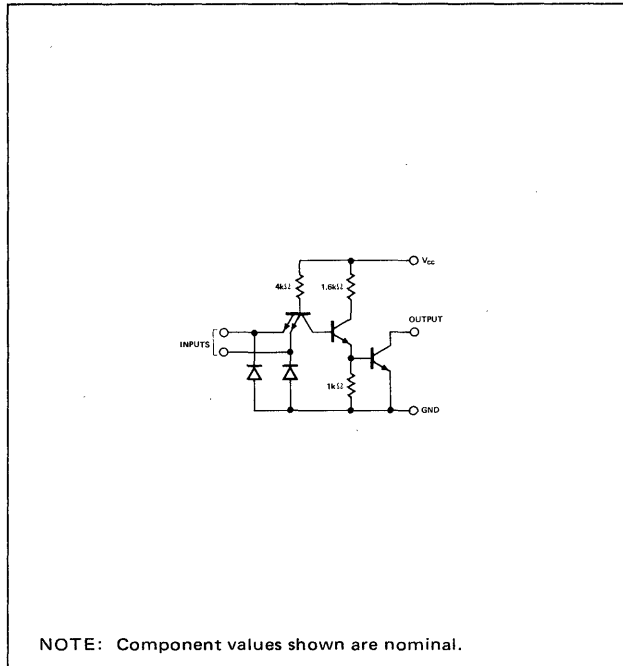 VCC
4kΩ 1.6kΩ
OUTPUT
INPUTS
1kΩ
GND
NOTE: Component values shown are nominal.